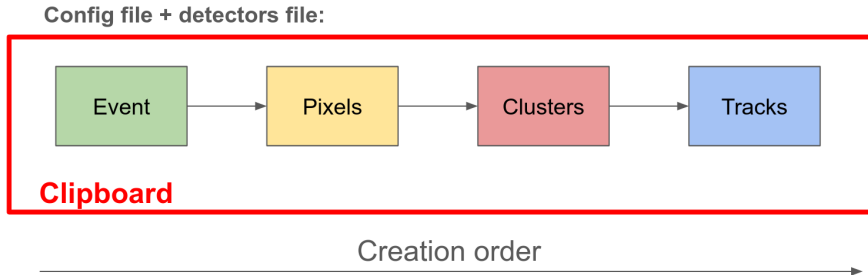 Config file + detectors file:
Event
Pixels
Clusters
Tracks
Clipboard
Creation order